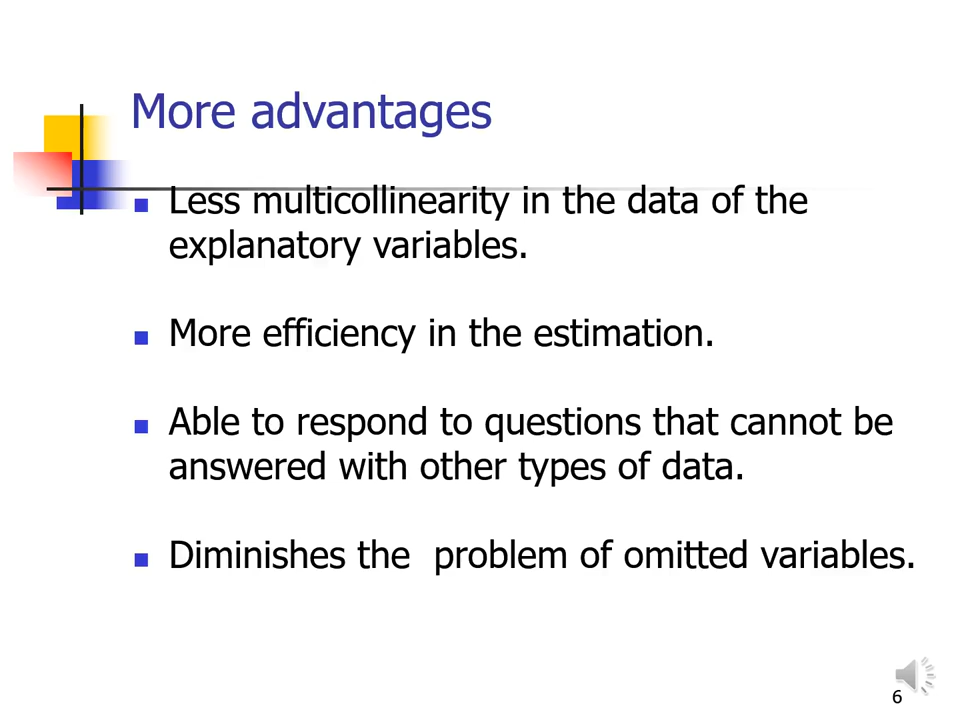 More advantages
Less multicollinearity in the data of the
explanatory variables.
More efficiency in the estimation.
Able to respond to questions that cannot be
answered with other types of data.
Diminishes the  problem of omitted variables.
6